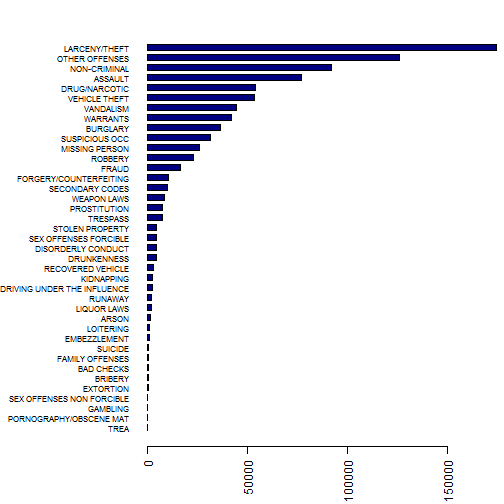 LARCENY/THEFT
OTHER OFFENSES
NON-CRIMINAL
ASSAULT
DRUG/NARCOTIC
VEHICLE THEFT
VANDALISM
WARRANTS
BURGLARY
SUSPICIOUS OCC
MISSING PERSON
ROBBERY
FRAUD
FORGERY/COUNTERFEITING
SECONDARY CODES
WEAPON LAWS
PROSTITUTION
TRESPASS
STOLEN PROPERTY
SEX OFFENSES FORCIBLE
DISORDERLY CONDUCT
DRUNKENNESS
RECOVERED VEHICLE
KIDNAPPING
DRIVING UNDER THE INFLUENCE
RUNAWAY
LIQUOR LAWS
ARSON
LOITERING
EMBEZZLEMENT
SUICIDE
FAMILY OFFENSES
BAD CHECKS
BRIBERY
EXTORTION
SEX OFFENSES NON FORCIBLE
GAMBLING
PORNOGRAPHY/OBSCENE MAT
TREA
0
50000
100000
150000